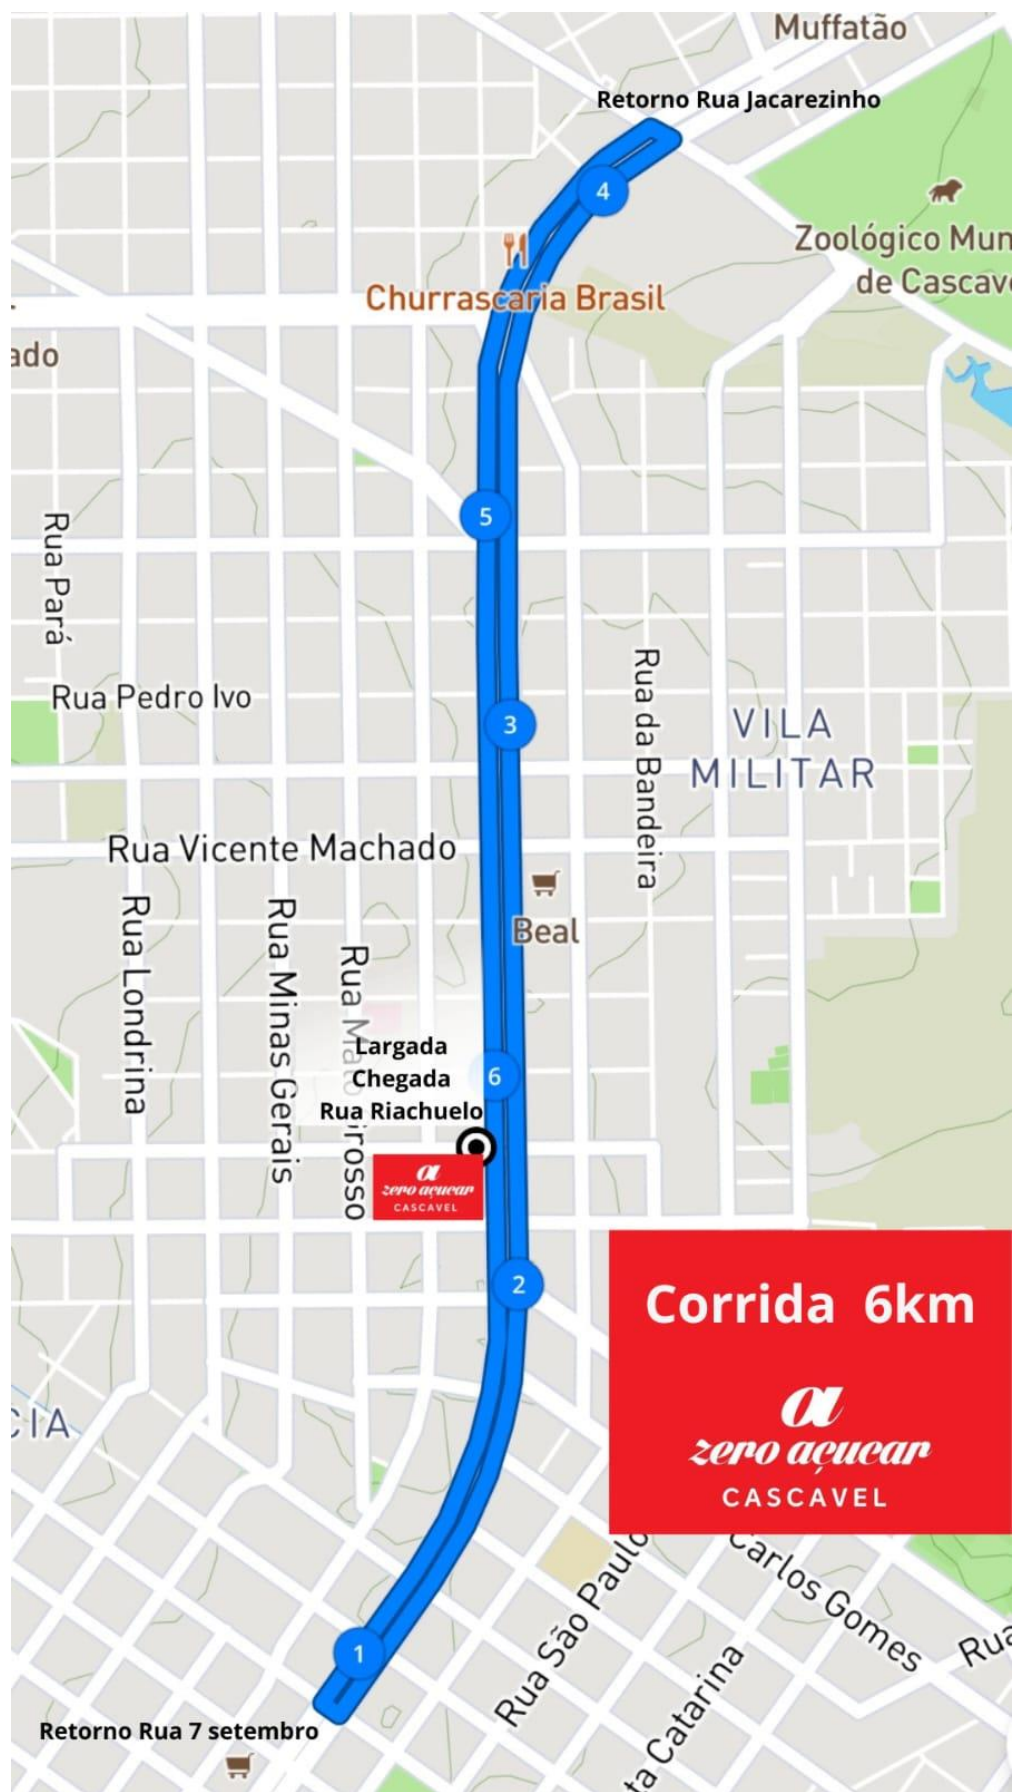 Muffatão
Retorno Rua Jacarezinho
4
Zoológico Mun
de Cascav
Churrascaria Brasil
ado
5
Rua Pará
Rua Pedro Ivo
3
Rua da Bandeira
VILA
MILITAR
Rua Vicente Machado
Beal
Rua Londrina
Rua Minas Gerais
Rua Mato Grosso
Largada
Chegada
Rua Riachuelo
6
a
zero açucar
CASCAVEL
2
Corrida 6km
a
zero açucar
CASCAVEL
CIA
Rua São Paulo
Carlos Gomes
Rua
ta Catarina
1
Retorno Rua 7 setembro